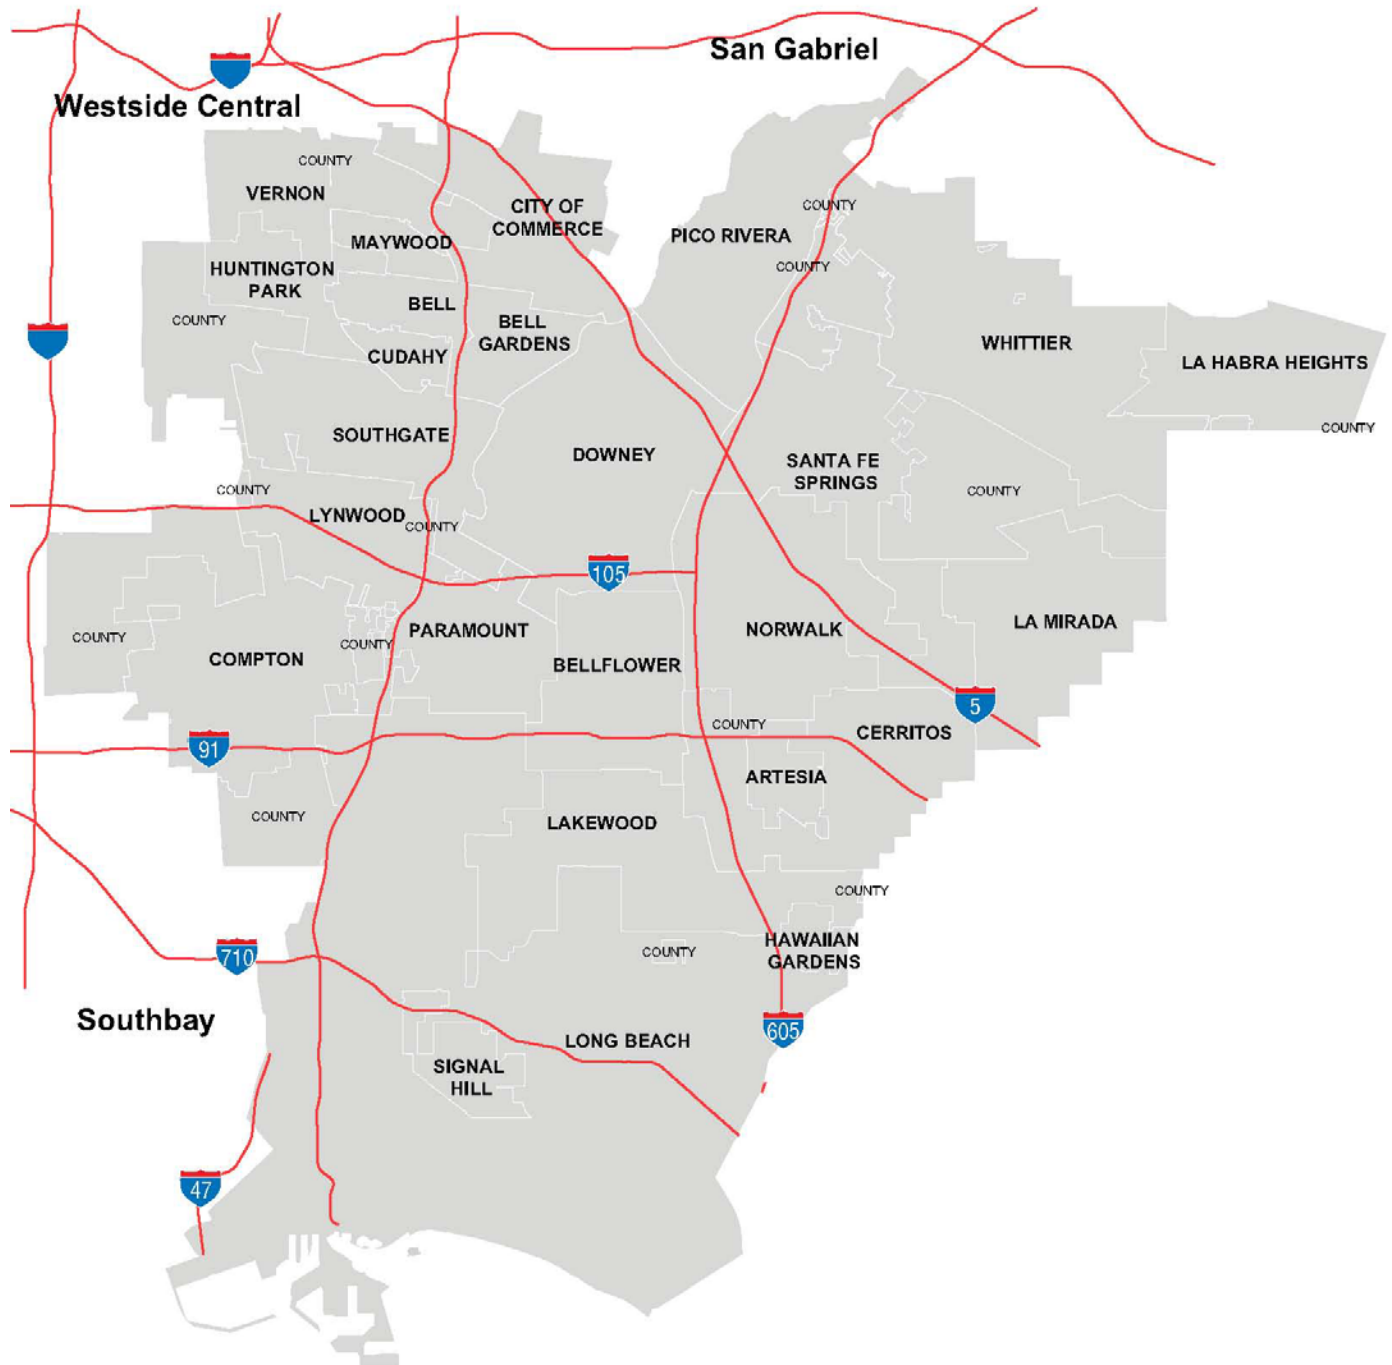 San Gabriel
Westside Central
COUNTY
VERNON
CITY OF
COMMERCE
COUNTY
MAYWOOD
PICO RIVERA
HUNTINGTON
PARK
COUNTY
BELL
COUNTY
BELL
GARDENS
CUDAHY
WHITTIER
LA HABRA HEIGHTS
COUNTY
SOUTHGATE
DOWNEY
SANTA FE
SPRINGS
COUNTY
COUNTY
LYNWOOD
COUNTY
105
COUNTY
COMPTON
COUNTY
PARAMOUNT
BELLFLOWER
NORWALK
LA MIRADA
5
COUNTY
CERRITOS
91
ARTESIA
COUNTY
LAKEWOOD
COUNTY
710
COUNTY
HAWAIIAN
GARDENS
Southbay
605
LONG BEACH
SIGNAL
HILL
47